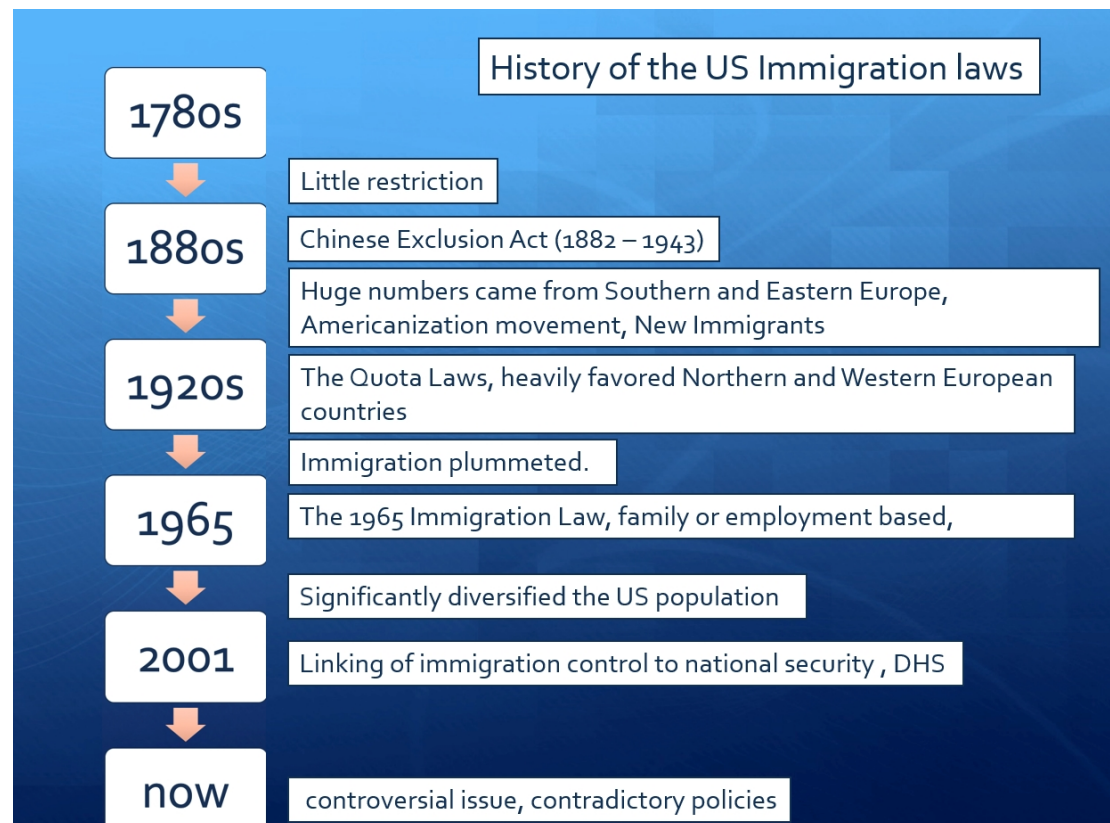 History of the US Immigration laws
1780s
Little restriction
1880s
Chinese Exclusion Act (1882 – 1943)
Huge numbers came from Southern and Eastern Europe,
Americanization movement, New Immigrants
1920s
The Quota Laws, heavily favored Northern and Western European
countries
Immigration plummeted.
1965
The 1965 Immigration Law, family or employment based,
Significantly diversified the US population
2001
Linking of immigration control to national security , DHS
now
controversial issue, contradictory policies